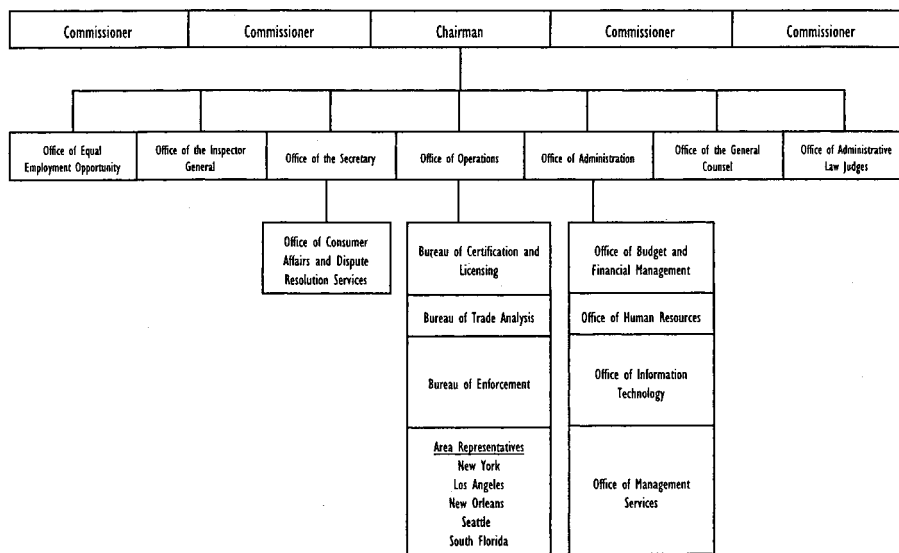 Commissioner
Commissioner
Chairman
Commissioner
Commissioner
Office of Equal
Employment Opportunity
Office of the Inspector
General
Office of the Secretary
Office of Operations
Office of Administration
Office of the General
Counsel
Office of Administrative
Law Judges
Office of Consumer
Affairs and Dispute
Resolution Services
Bureau of Certification and
Licensing
Bureau of Trade Analysis
Bureau of Enforcement
Area Representatives
New York
Los Angeles
New Orleans
Seattle
South Florida
Office of Budget and
Financial Management
Office of Human Resources
Office of Information
Technology
Office of Management
Services